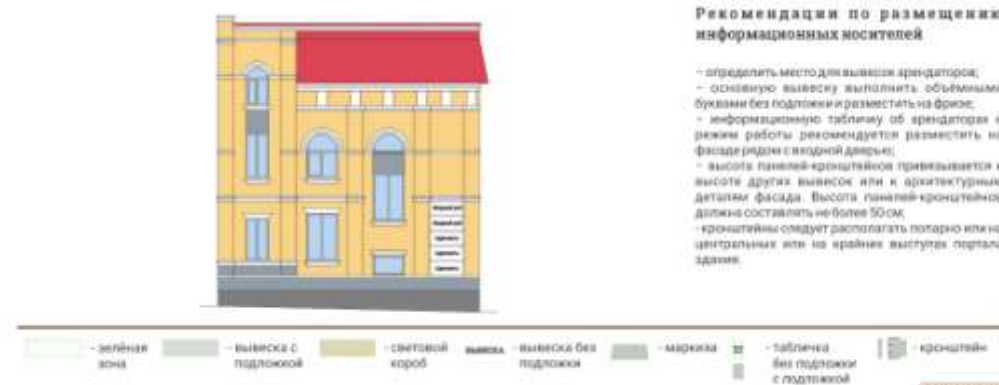 Рекомендации по размещению
информационных носителей
– определить место для вывесок арендаторов;
– основную вывеску выполнить объёмными
буквами без подложки и разместить на фризе;
– информационную табличку об арендаторах и
режим работы рекомендуется разместить на
фасаде рядом с входной дверью;
– высота панелей-кронштейнов привязывается к
высоте других вывесок или к архитектурным
деталям фасада. Высота панелей-кронштейнов
должна составлять не более 50 см;
- кронштейны следует располагать попарно или на
центральных или на крайних выступах портала
здания.
- зелёная зона
- вывеска с подложкой
- световой короб
вывеска - вывеска без подложки
- маркиза
- табличка без подложки с подложкой
- кронштейн